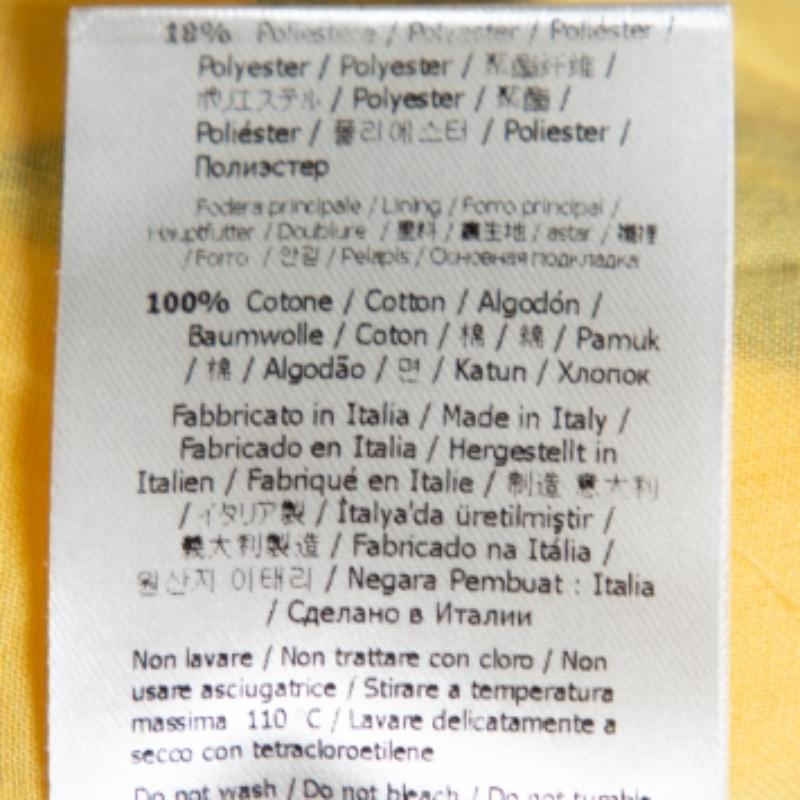 18% Poliestere / Polyester / Poliéster /
Polyester / Polyester / 聚酯纤维 /
ポリエステル / Polyester / 聚酯 /
Poliéster / 폴리에스터 / Poliester /
Полиэстер
Fodera principale / Lining / Forro principal /
Hauptfutter / Doublure / 里料 / 裏生地 / astar / 襯裡
/ Forro / 안감 / Pelapis / Основная подкладка
100% Cotone / Cotton / Algodón /
Baumwolle / Coton / 棉 / 綿 / Pamuk
/ 棉 / Algodão / 면 / Katun / Хлопок
Fabbricato in Italia / Made in Italy /
Fabricado en Italia / Hergestellt in
Italien / Fabriqué en Italie / 制造 意大利
/ イタリア製 / İtalya'da üretilmiştir /
義大利製造 / Fabricado na Itália /
원산지 이태리 / Negara Pembuat : Italia
/ Сделано в Италии
Non lavare / Non trattare con cloro / Non
usare asciugatrice / Stirare a temperatura
massima 110 °C / Lavare delicatamente a
secco con tetracloroetilene
Do not wash / Do not bleach / Do not tumble